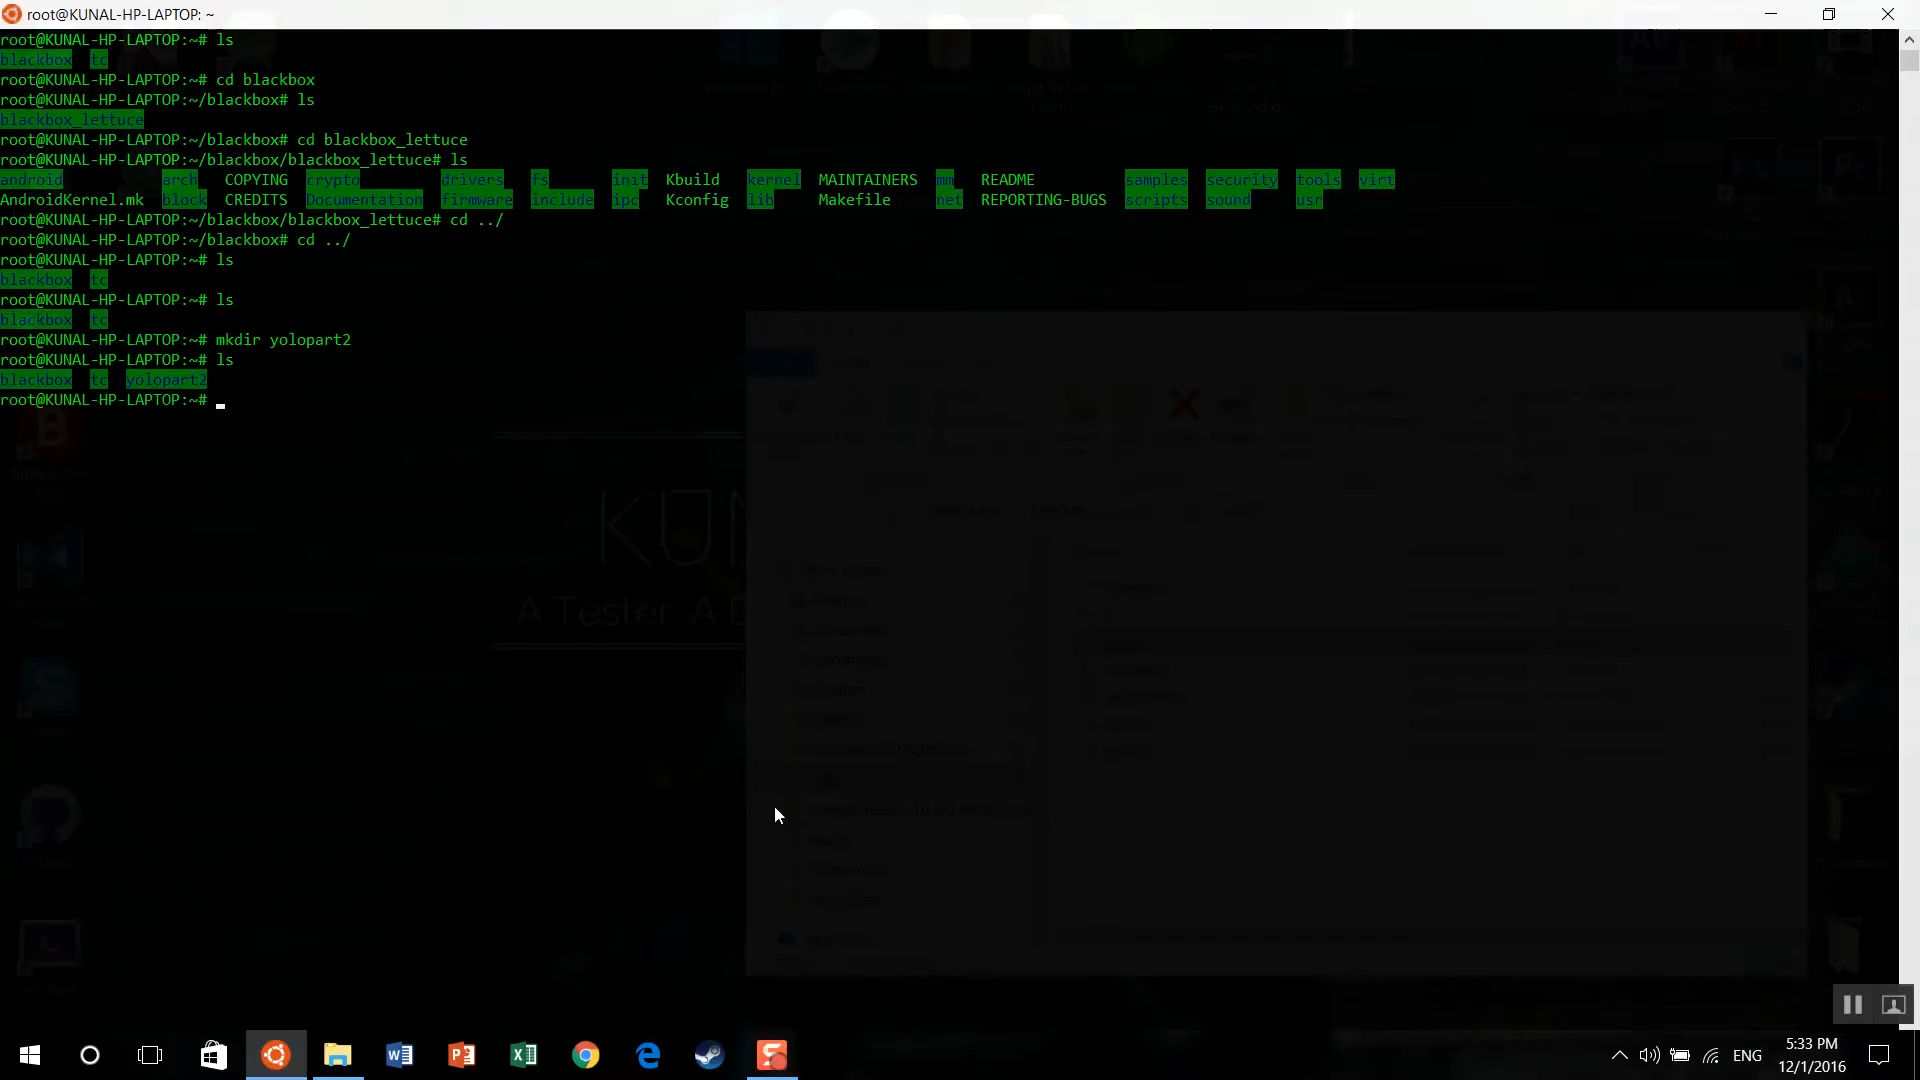 root@KUNAL-HP-LAPTOP: ~
root@KUNAL-HP-LAPTOP:~# ls
blackbox tc
root@KUNAL-HP-LAPTOP:~# cd blackbox
root@KUNAL-HP-LAPTOP:~/blackbox# ls
blackbox_lettuce
root@KUNAL-HP-LAPTOP:~/blackbox# cd blackbox_lettuce
root@KUNAL-HP-LAPTOP:~/blackbox/blackbox_lettuce# ls
android arch COPYING crypto drivers fs init Kbuild kernel MAINTAINERS mm README samples security tools virt
AndroidKernel.mk block CREDITS Documentation firmware include ipc Kconfig lib Makefile net REPORTING-BUGS scripts sound usr
root@KUNAL-HP-LAPTOP:~/blackbox/blackbox_lettuce# cd ../
root@KUNAL-HP-LAPTOP:~/blackbox# cd ../
root@KUNAL-HP-LAPTOP:~# ls
blackbox tc
root@KUNAL-HP-LAPTOP:~# ls
blackbox tc
root@KUNAL-HP-LAPTOP:~# mkdir yolopart2
root@KUNAL-HP-LAPTOP:~# ls
blackbox tc yolopart2
root@KUNAL-HP-LAPTOP:~#
KUN
A Tester A D
ENG
5:33 PM
12/1/2016